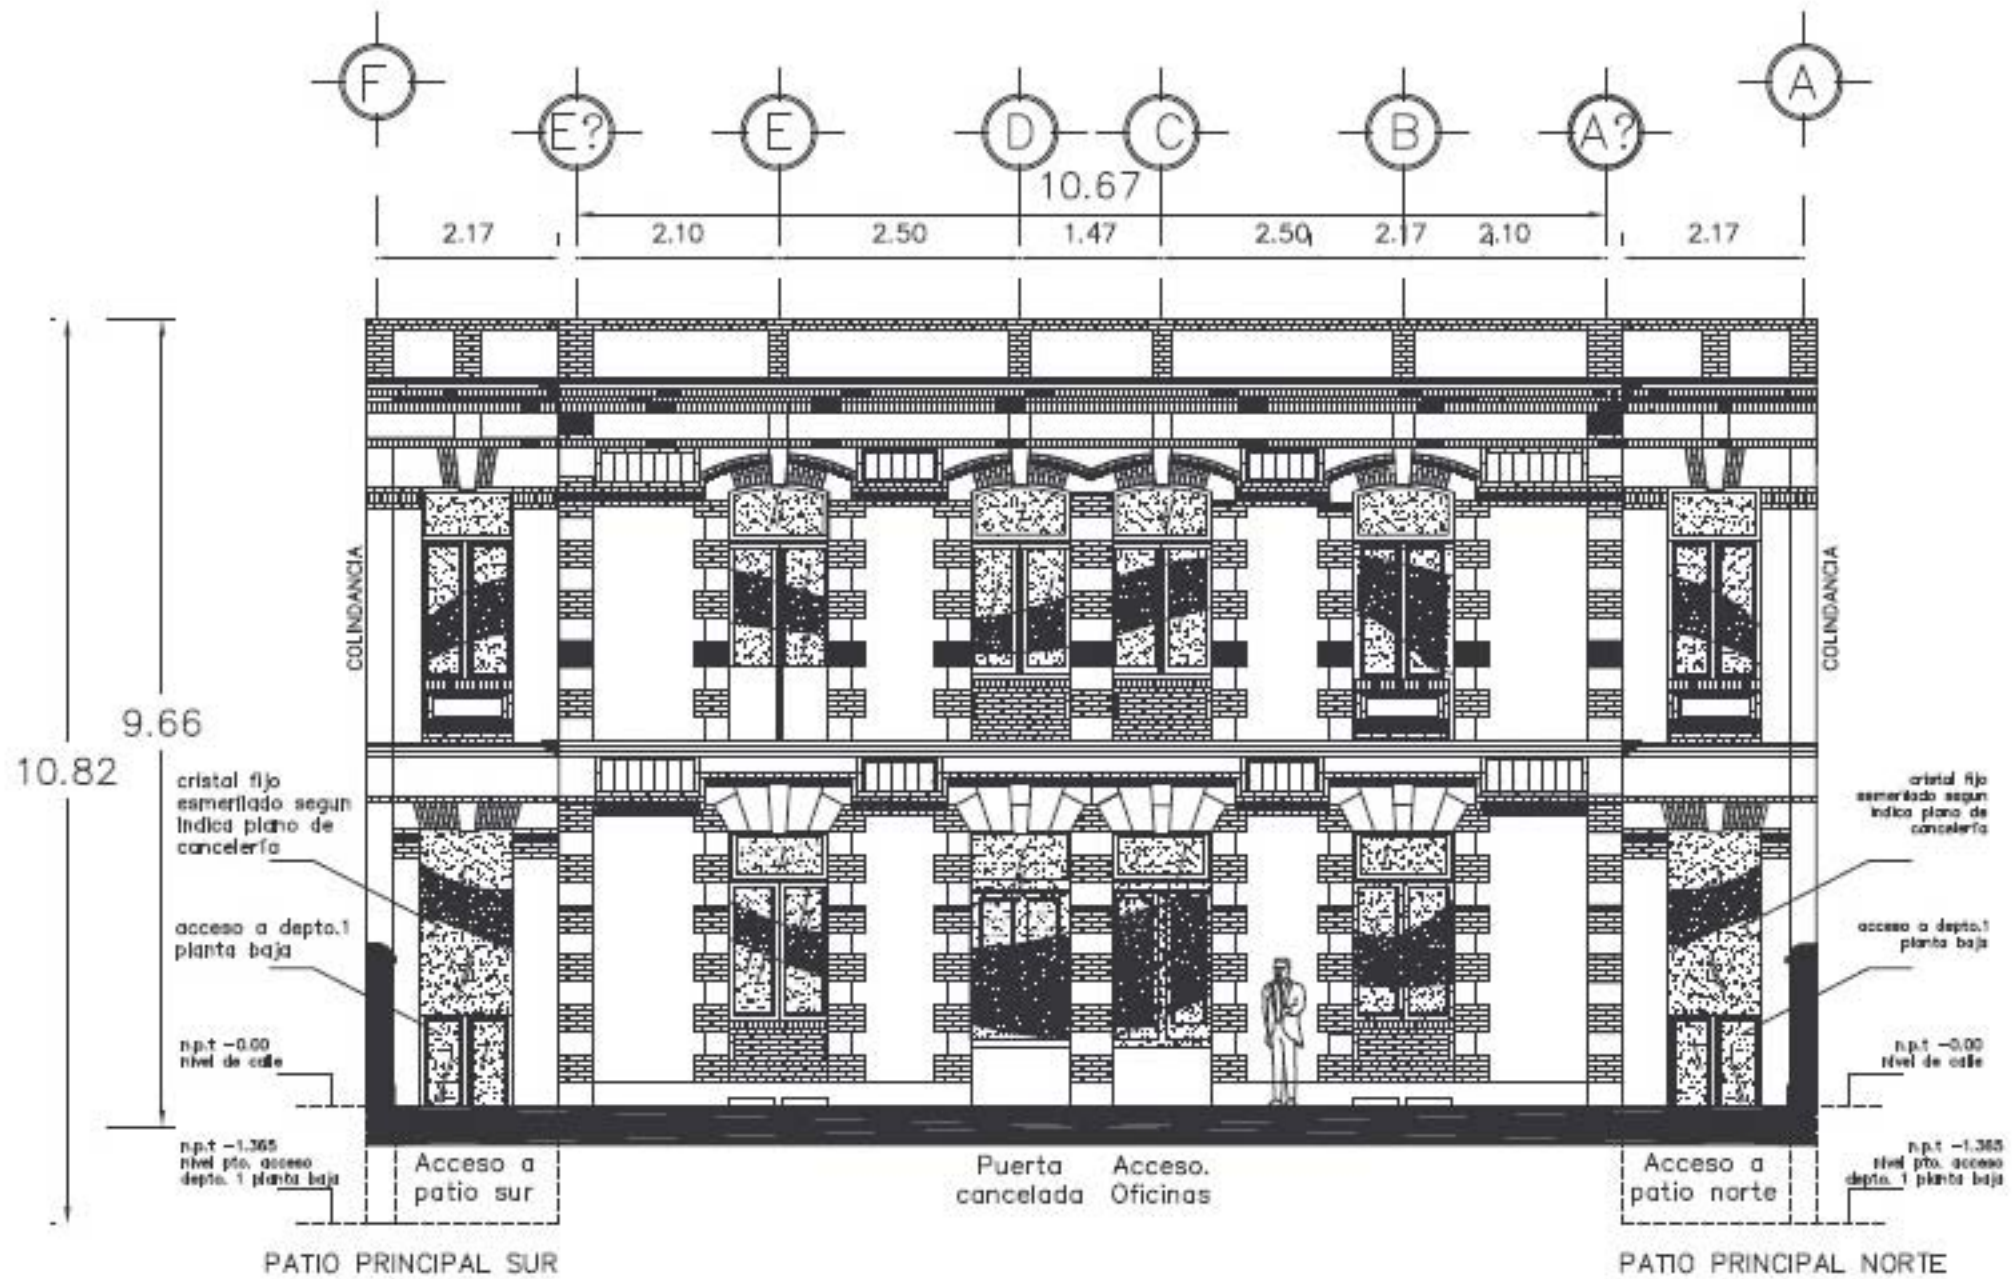 F
E?
E
D
C
B
A?
A
10.67
2.17
2.10
2.50
1.47
2.50
2.17
2.10
2.17
9.66
10.82
COLINDANCIA
COLINDANCIA
cristal fijo
esmerilado segun
indica plano de
cancelería
acceso a depto.1
planta baja
n.p.t -0.00
nivel de calle
n.p.t -1.365
nivel pto. acceso
depto. 1 planta baja
cristal fijo
esmerilado segun
indica plano de
cancelería
acceso a depto.1
planta baja
n.p.t -0.00
nivel de calle
n.p.t -1.365
nivel pto. acceso
depto. 1 planta baja
Acceso a
patio sur
Puerta
cancelada
Acceso.
Oficinas
Acceso a
patio norte
PATIO PRINCIPAL SUR
PATIO PRINCIPAL NORTE